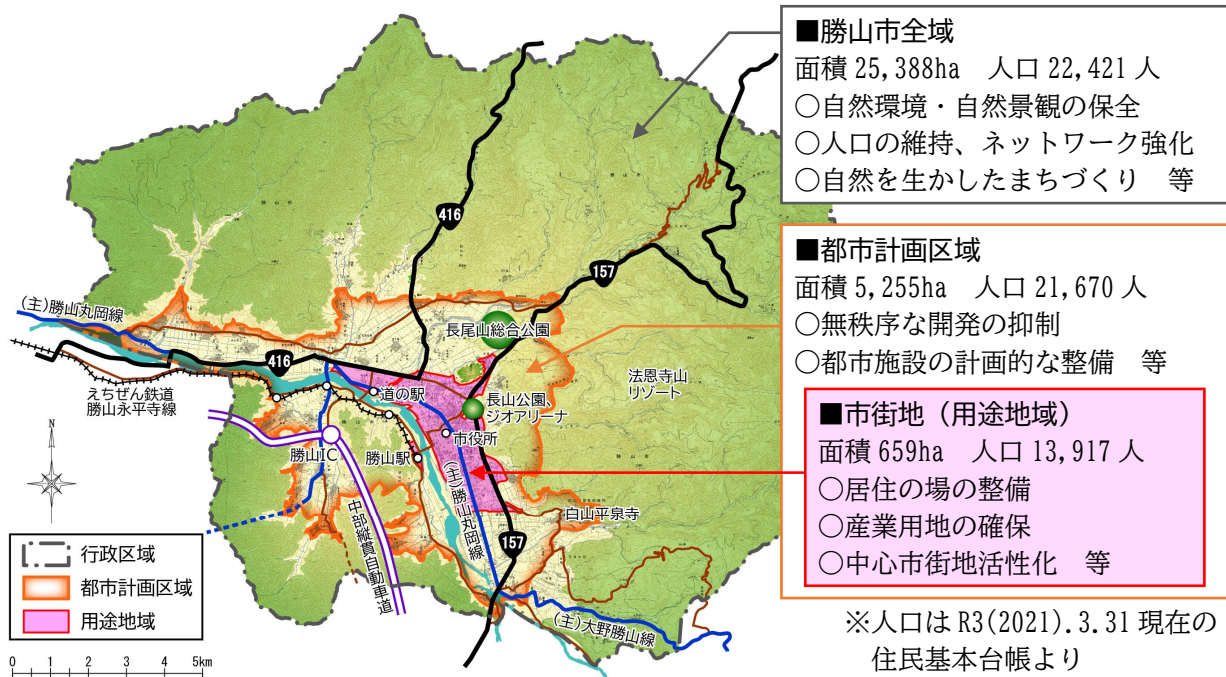 ■勝山市全域
面積 25,388ha　人口 22,421 人
○自然環境・自然景観の保全
○人口の維持、ネットワーク強化
○自然を生かしたまちづくり　等
■都市計画区域
面積 5,255ha　人口 21,670 人
○無秩序な開発の抑制
○都市施設の計画的な整備　等
■市街地（用途地域）
面積 659ha　人口 13,917 人
○居住の場の整備
○産業用地の確保
○中心市街地活性化　等
※人口は R3(2021).3.31 現在の
住民基本台帳より
416
157
(主)勝山丸岡線
長尾山総合公園
416
えちぜん鉄道
勝山永平寺線
道の駅
法恩寺山
リゾート
長山公園、
ジオアリーナ
市役所
勝山IC
勝山駅
(主)勝山丸岡線
中部縦貫自動車道
白山平泉寺
157
(主)大野勝山線
N
行政区域
都市計画区域
用途地域
0 1 2 3 4 5km